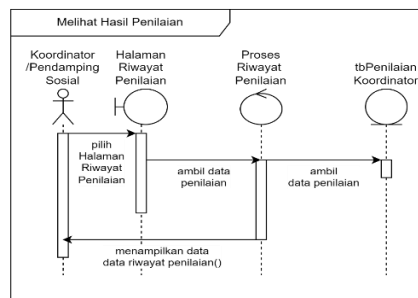 Melihat Hasil Penilaian
Koordinator
/Pendamping
Sosial
Halaman
Riwayat
Penilaian
Proses
Riwayat
Penilaian
tbPenilaian
Koordinator
pilih
Halaman
Riwayat
Penilaian
ambil data
penilaian
ambil
data penilaian
menampilkan data
data riwayat penilaian()